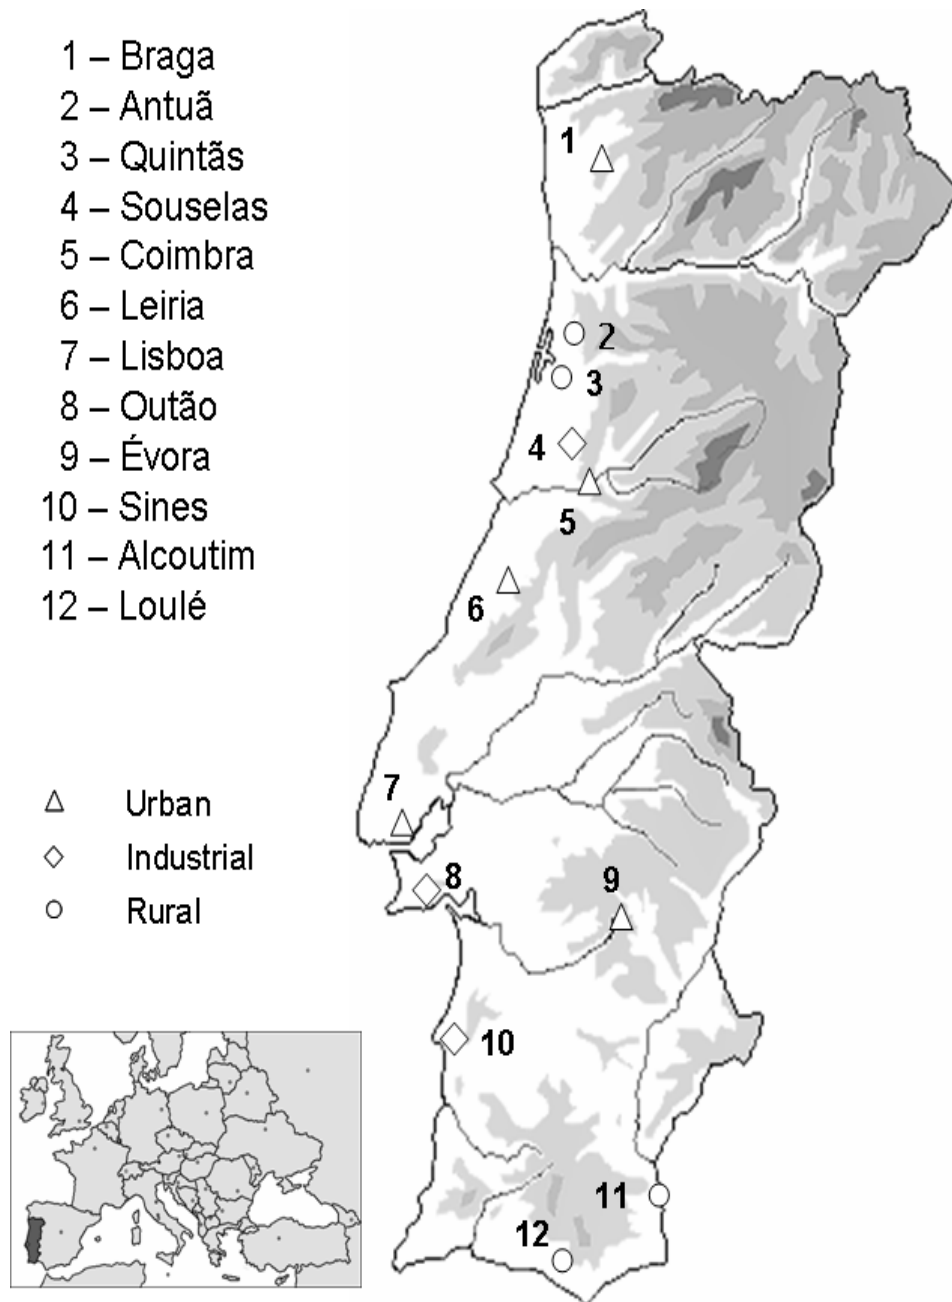 1 – Braga
2 – Antuã
3 – Quintãs
4 – Souselas
5 – Coimbra
6 – Leiria
7 – Lisboa
8 – Outão
9 – Évora
10 – Sines
11 – Alcoutim
12 – Loulé
Urban
Industrial
Rural
1
2
3
4
5
6
7
8
9
10
11
12